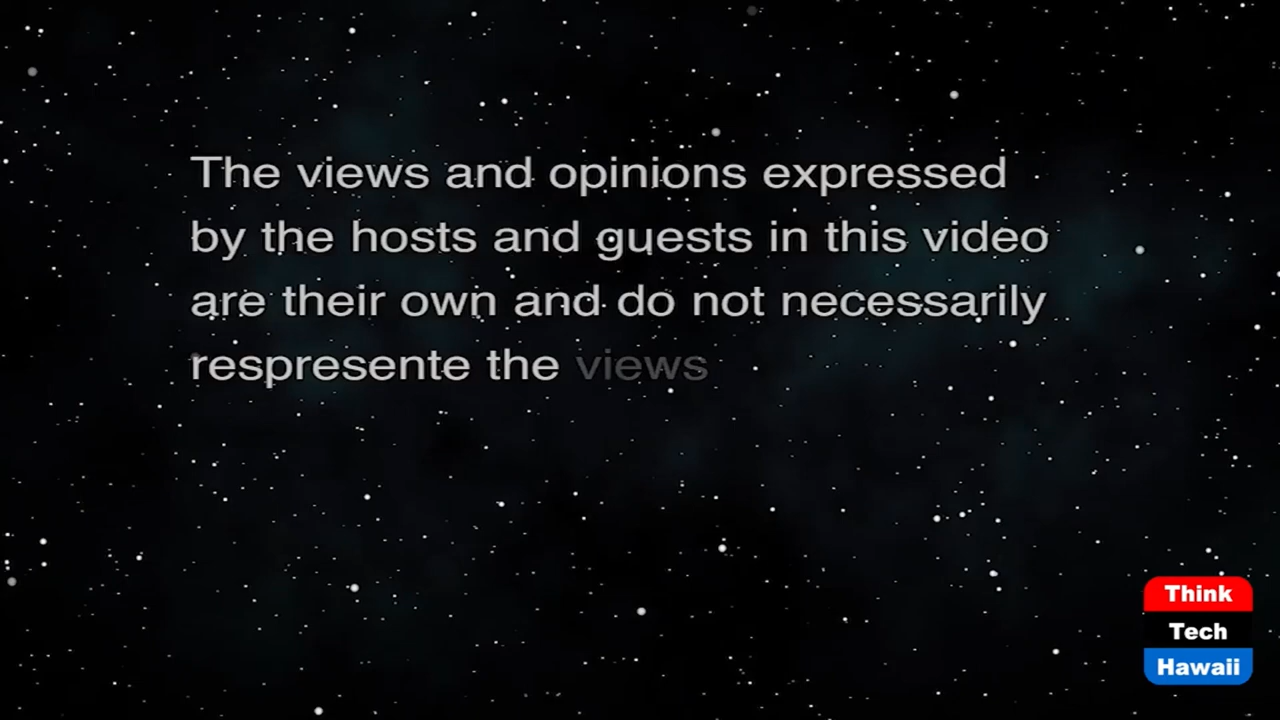 The views and opinions expressed
by the hosts and guests in this video
are their own and do not necessarily
respresente the views
Think
Tech
Hawaii